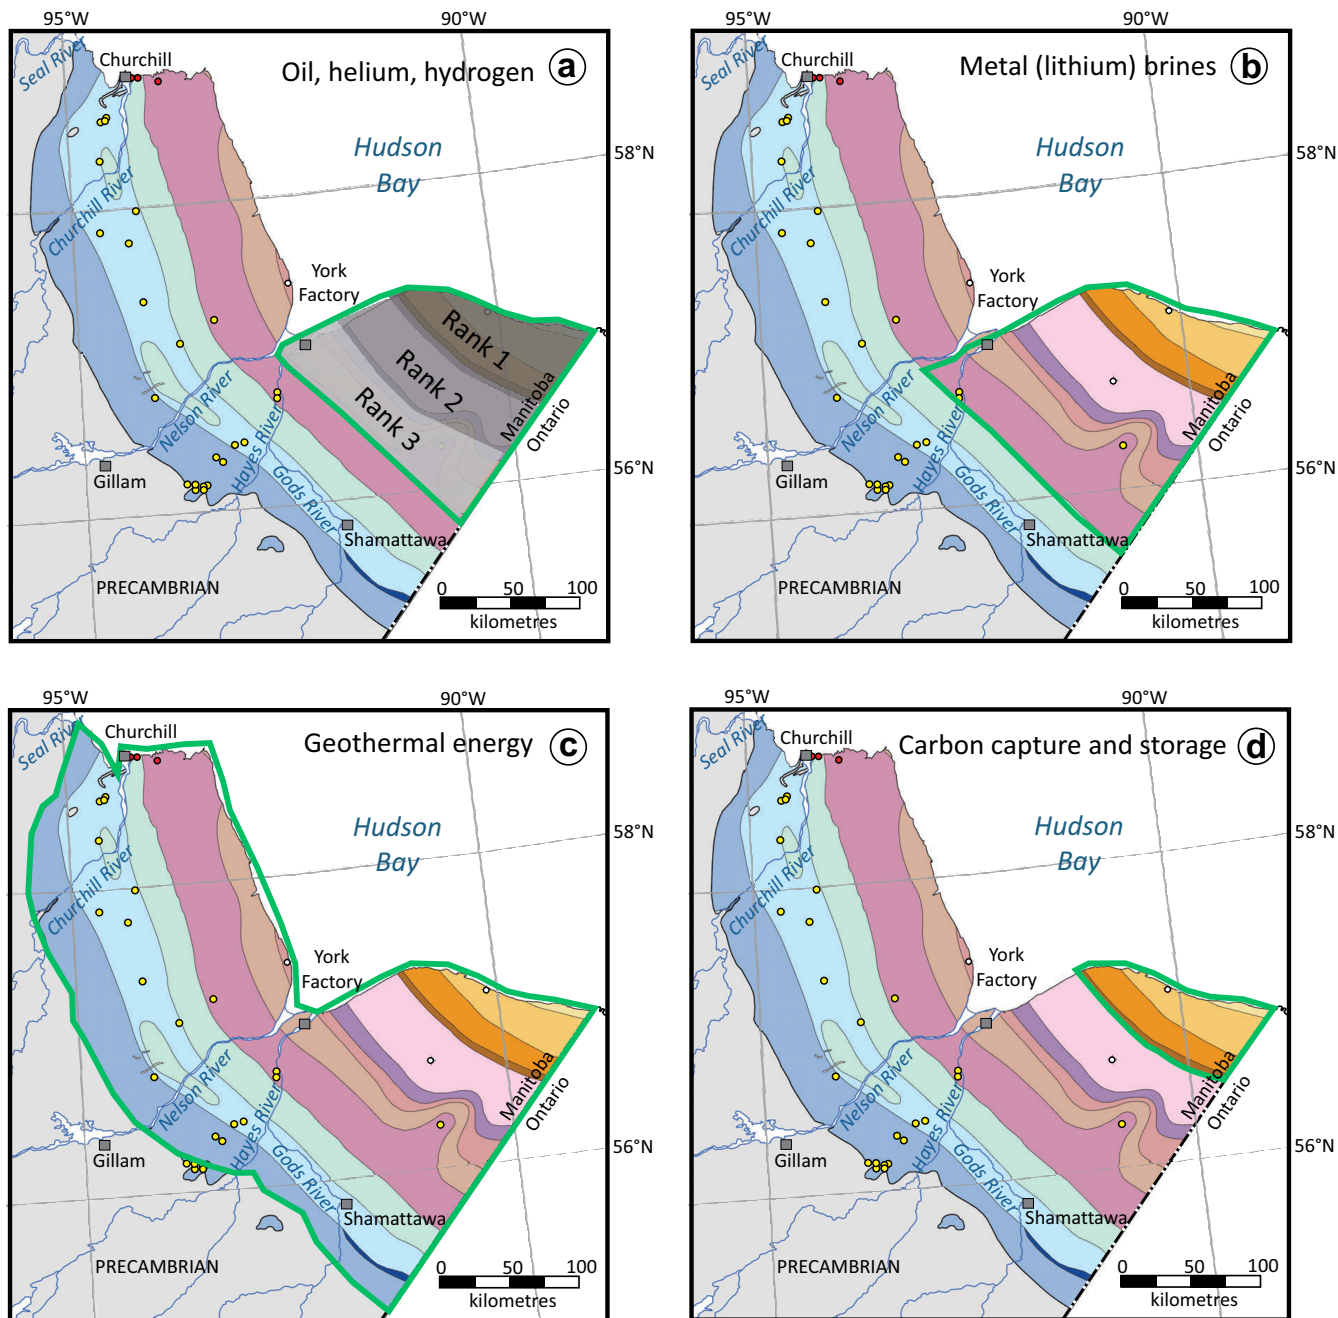 95°W
90°W
Seal River
Churchill
Oil, helium, hydrogen
a
Hudson
Bay
58°N
Churchill River
York
Factory
Rank 1
Rank 2
Rank 3
Manitoba
Ontario
Nelson River
Hayes River
Gods River
56°N
Gillam
Shamattawa
PRECAMBRIAN
0 50 100
kilometres
95°W
90°W
Seal River
Churchill
Metal (lithium) brines
b
Hudson
Bay
58°N
Churchill River
York
Factory
Manitoba
Ontario
Nelson River
Hayes River
Gods River
56°N
Gillam
Shamattawa
PRECAMBRIAN
0 50 100
kilometres
95°W
90°W
Seal River
Churchill
Geothermal energy
c
Hudson
Bay
58°N
Churchill River
York
Factory
Manitoba
Ontario
Nelson River
Hayes River
Gods River
56°N
Gillam
Shamattawa
PRECAMBRIAN
0 50 100
kilometres
95°W
90°W
Seal River
Churchill
Carbon capture and storage
d
Hudson
Bay
58°N
Churchill River
York
Factory
Manitoba
Ontario
Nelson River
Hayes River
Gods River
56°N
Gillam
Shamattawa
PRECAMBRIAN
0 50 100
kilometres